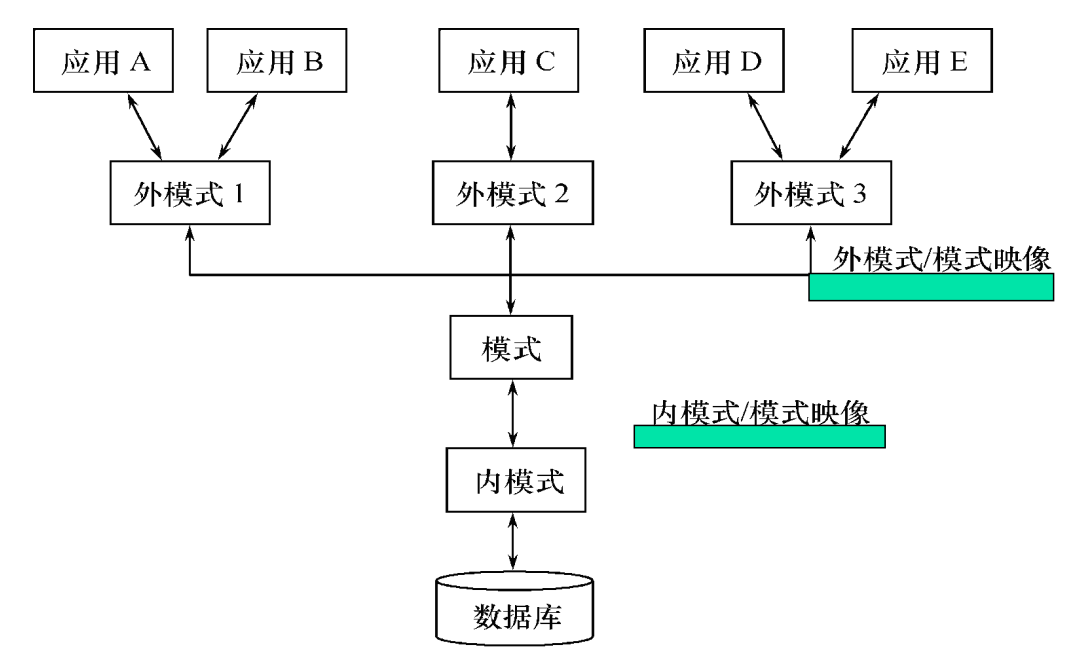 应用 A
应用 B
应用 C
应用 D
应用 E
外模式 1
外模式 2
外模式 3
外模式/模式映像
模式
内模式/模式映像
内模式
数据库